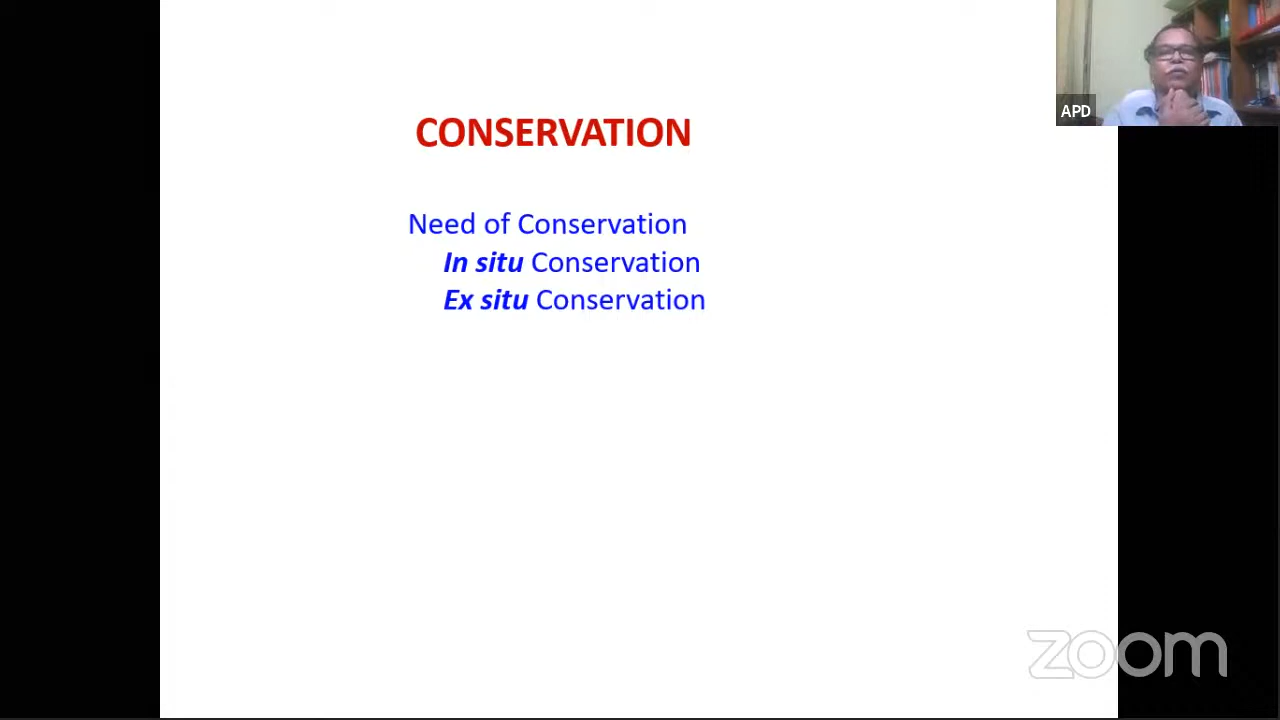 APD
CONSERVATION
Need of Conservation
In situ Conservation
Ex situ Conservation
zoom